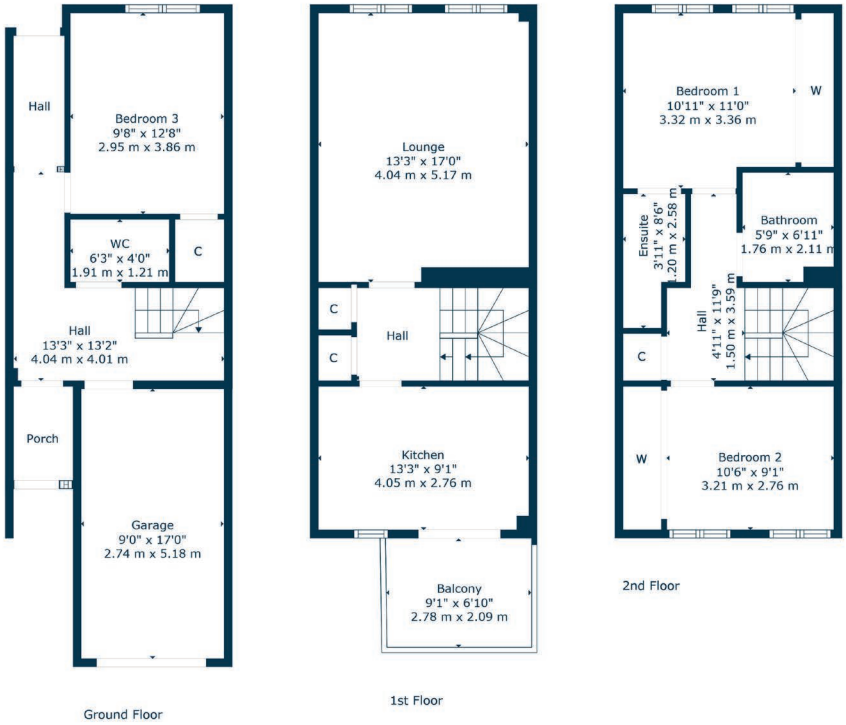 Hall
Bedroom 3
9'8" x 12'8"
2.95 m x 3.86 m
WC
6'3" x 4'0"
1.91 m x 1.21 m
C
Hall
13'3" x 13'2"
4.04 m x 4.01 m
Porch
Garage
9'0" x 17'0"
2.74 m x 5.18 m
Ground Floor
Lounge
13'3" x 17'0"
4.04 m x 5.17 m
C
C
Hall
Kitchen
13'3" x 9'1"
4.05 m x 2.76 m
Balcony
9'1" x 6'10"
2.78 m x 2.09 m
1st Floor
Bedroom 1
10'11" x 11'0"
3.32 m x 3.36 m
W
Ensuite
3'11" x 8'6"
1.20 m x 2.58 m
Bathroom
5'9" x 6'11"
1.76 m x 2.11 m
Hall
4'11" x 11'9"
1.50 m x 3.59 m
C
W
Bedroom 2
10'6" x 9'1"
3.21 m x 2.76 m
2nd Floor